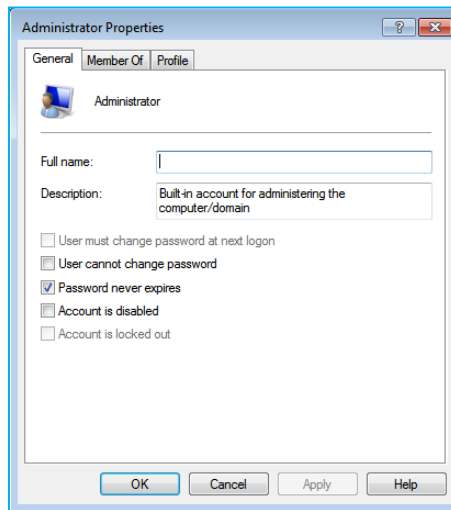 Administrator Properties
General Member Of Profile
Administrator
Full name:
Description: Built-in account for administering the
computer/domain
User must change password at next logon
User cannot change password
Password never expires
Account is disabled
Account is locked out
OK Cancel Apply Help